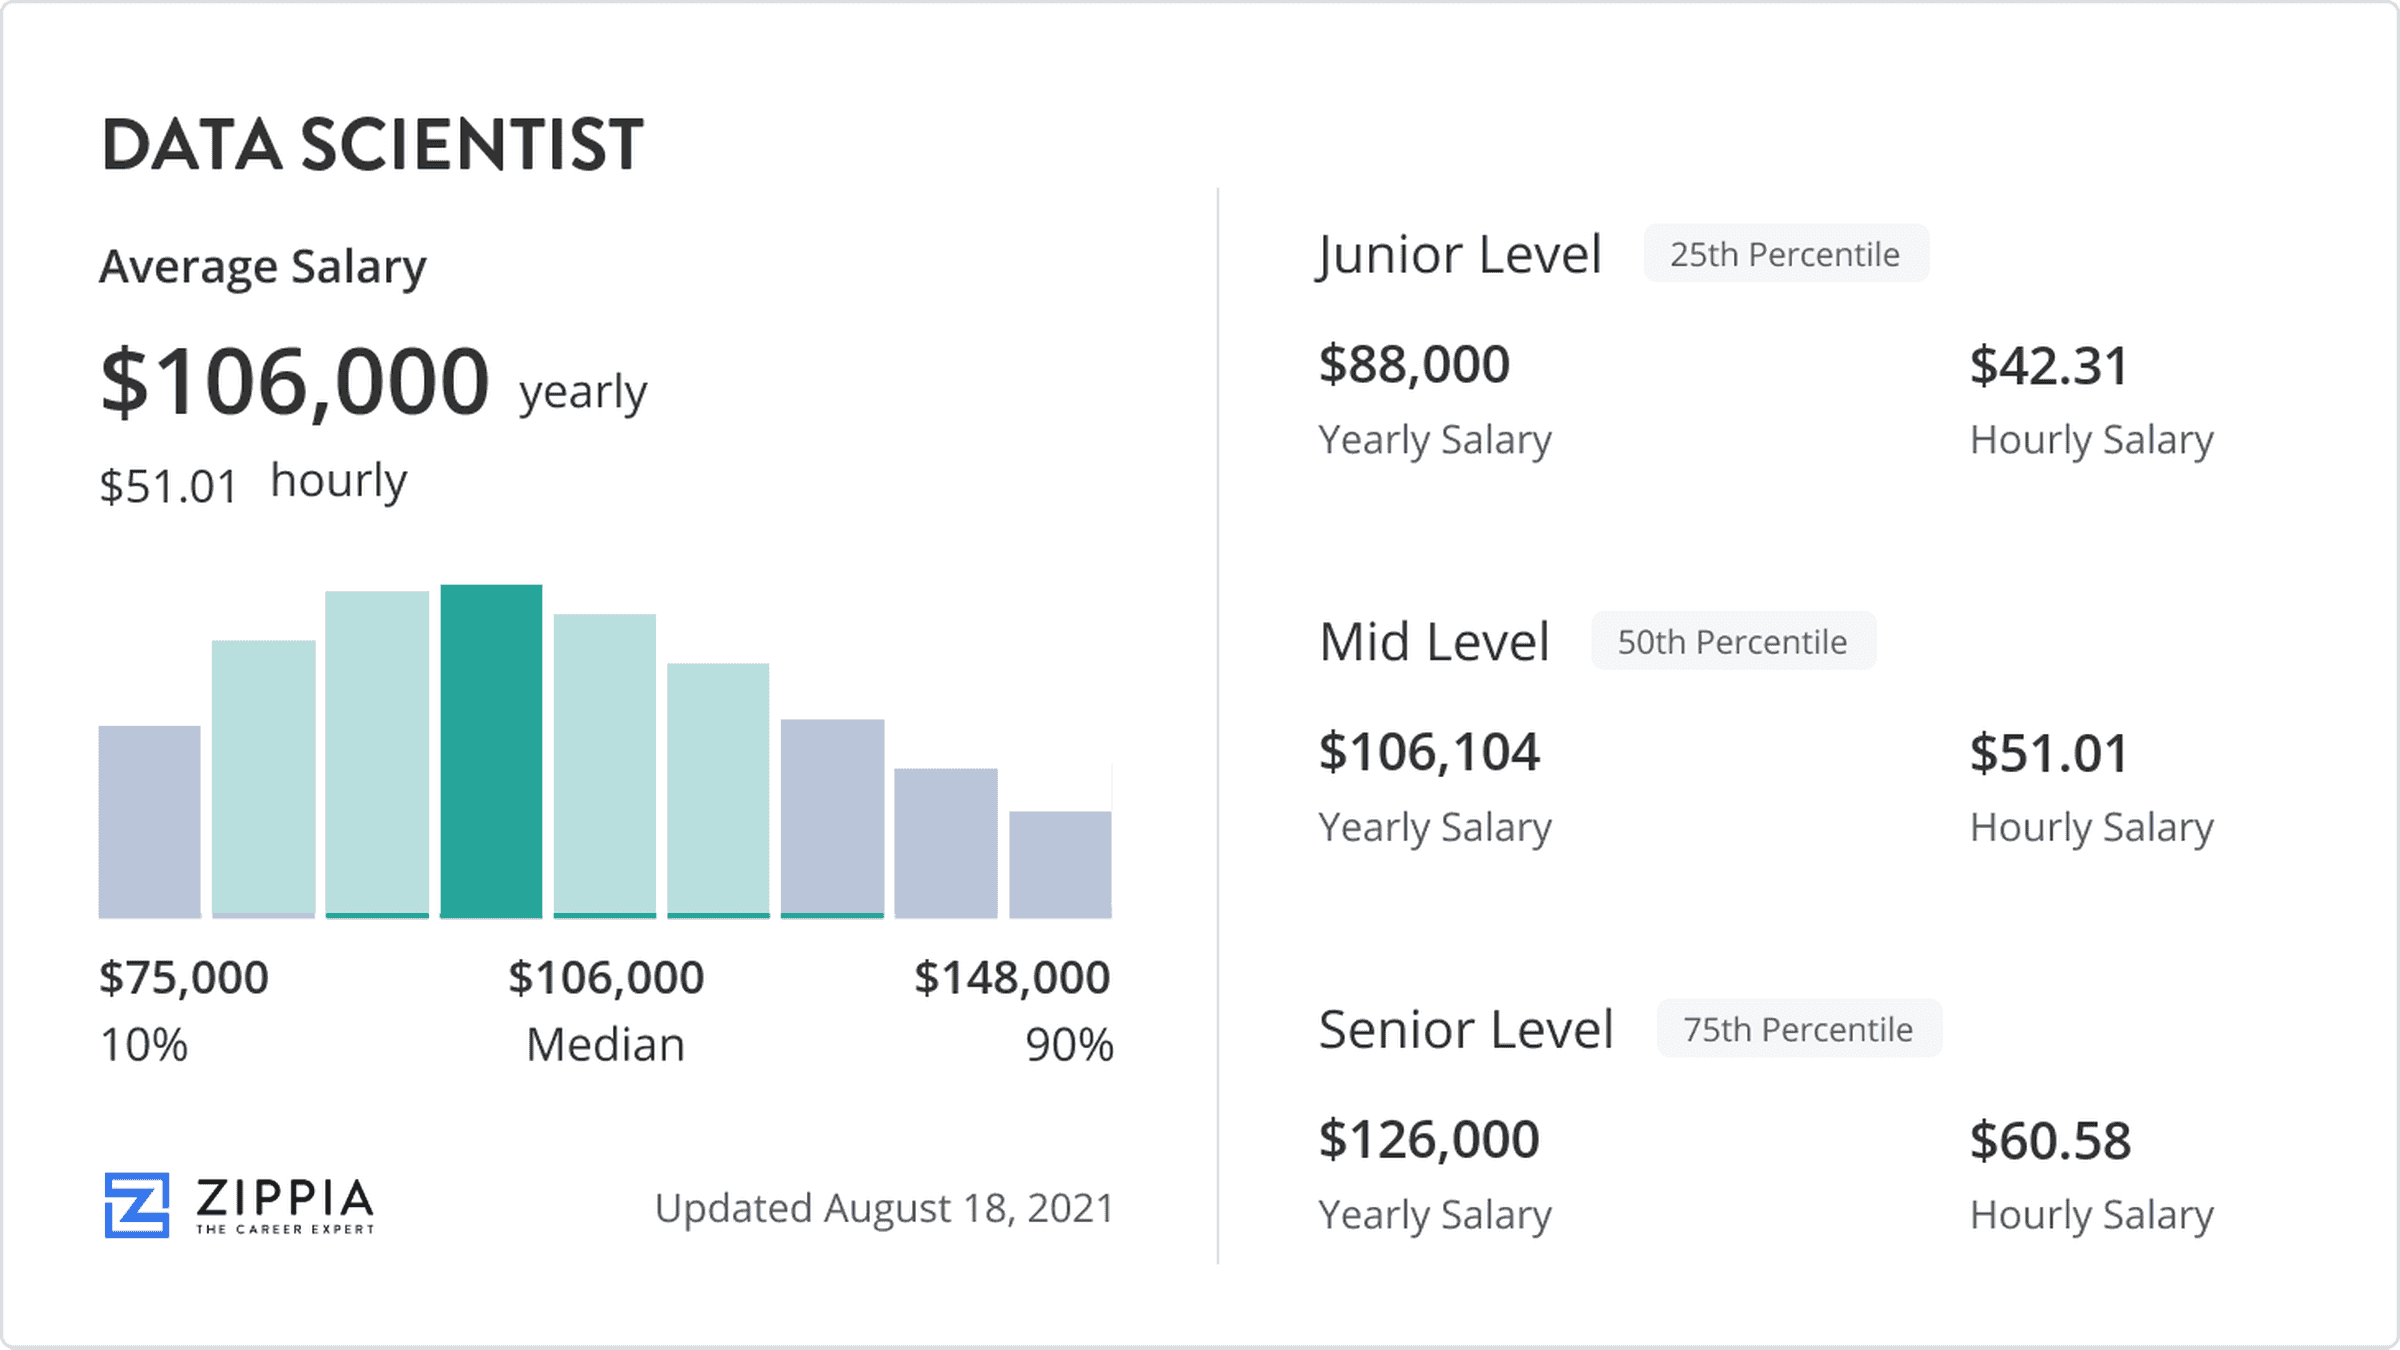 DATA SCIENTIST
Average Salary
$106,000 yearly
$51.01 hourly
$75,000 $106,000 $148,000
10% Median 90%
ZIPPIA
THE CAREER EXPERT
Updated August 18, 2021
Junior Level 25th Percentile
$88,000 $42.31
Yearly Salary Hourly Salary
Mid Level 50th Percentile
$106,104 $51.01
Yearly Salary Hourly Salary
Senior Level 75th Percentile
$126,000 $60.58
Yearly Salary Hourly Salary